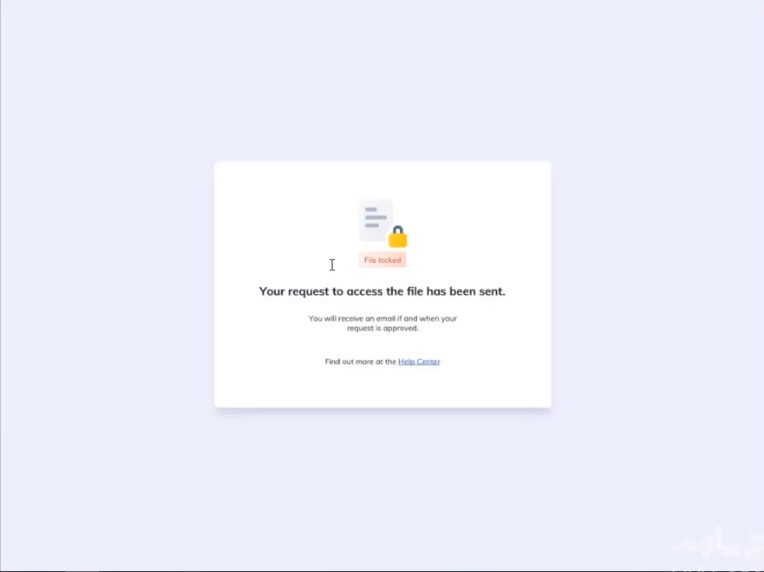 File locked
Your request to access the file has been sent.
You will receive an email if and when your
request is approved.
Find out more at the Help Center